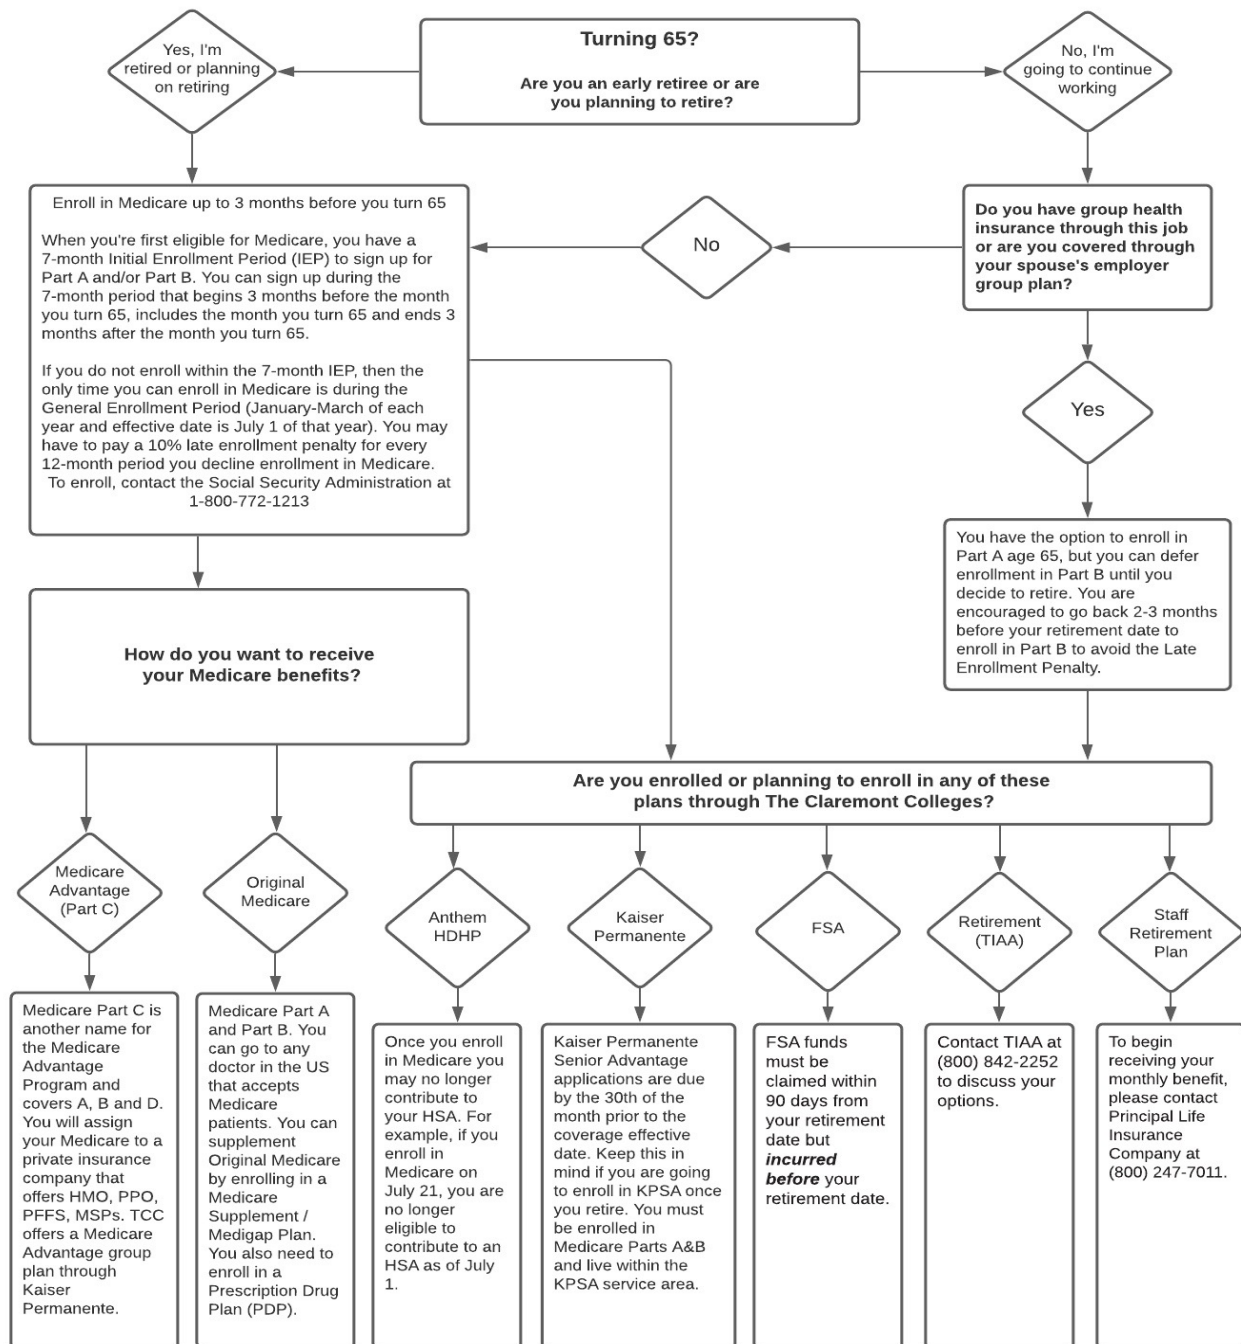 Turning 65?
Are you an early retiree or are
you planning to retire?
Yes, I'm
retired or planning
on retiring
No, I'm
going to continue
working
Enroll in Medicare up to 3 months before you turn 65
When you're first eligible for Medicare, you have a
7-month Initial Enrollment Period (IEP) to sign up for
Part A and/or Part B. You can sign up during the
7-month period that begins 3 months before the month
you turn 65, includes the month you turn 65 and ends 3
months after the month you turn 65.
If you do not enroll within the 7-month IEP, then the
only time you can enroll in Medicare is during the
General Enrollment Period (January-March of each
year and effective date is July 1 of that year). You may
have to pay a 10% late enrollment penalty for every
12-month period you decline enrollment in Medicare.
To enroll, contact the Social Security Administration at
1-800-772-1213
No
Do you have group health
insurance through this job
or are you covered through
your spouse's employer
group plan?
Yes
You have the option to enroll in
Part A age 65, but you can defer
enrollment in Part B until you
decide to retire. You are
encouraged to go back 2-3 months
before your retirement date to
enroll in Part B to avoid the Late
Enrollment Penalty.
How do you want to receive
your Medicare benefits?
Are you enrolled or planning to enroll in any of these
plans through The Claremont Colleges?
Medicare
Advantage
(Part C)
Original
Medicare
Anthem
HDHP
Kaiser
Permanente
FSA
Retirement
(TIAA)
Staff
Retirement
Plan
Medicare Part C is
another name for
the Medicare
Advantage
Program and
covers A, B and D.
You will assign
your Medicare to a
private insurance
company that
offers HMO, PPO,
PFFS, MSPs. TCC
offers a Medicare
Advantage group
plan through
Kaiser
Permanente.
Medicare Part A
and Part B. You
can go to any
doctor in the US
that accepts
Medicare
patients. You can
supplement
Original Medicare
by enrolling in a
Medicare
Supplement /
Medigap Plan.
You also need to
enroll in a
Prescription Drug
Plan (PDP).
Once you enroll
in Medicare you
may no longer
contribute to
your HSA. For
example, if you
enroll in
Medicare on
July 21, you are
no longer
eligible to
contribute to an
HSA as of July
1.
Kaiser Permanente
Senior Advantage
applications are due
by the 30th of the
month prior to the
coverage effective
date. Keep this in
mind if you are going
to enroll in KPSA once
you retire. You must
be enrolled in
Medicare Parts A&B
and live within the
KPSA service area.
FSA funds
must be
claimed within
90 days from
your retirement
date but
incurred
before your
retirement date.
Contact TIAA at
(800) 842-2252
to discuss your
options.
To begin
receiving your
monthly benefit,
please contact
Principal Life
Insurance
Company at
(800) 247-7011.